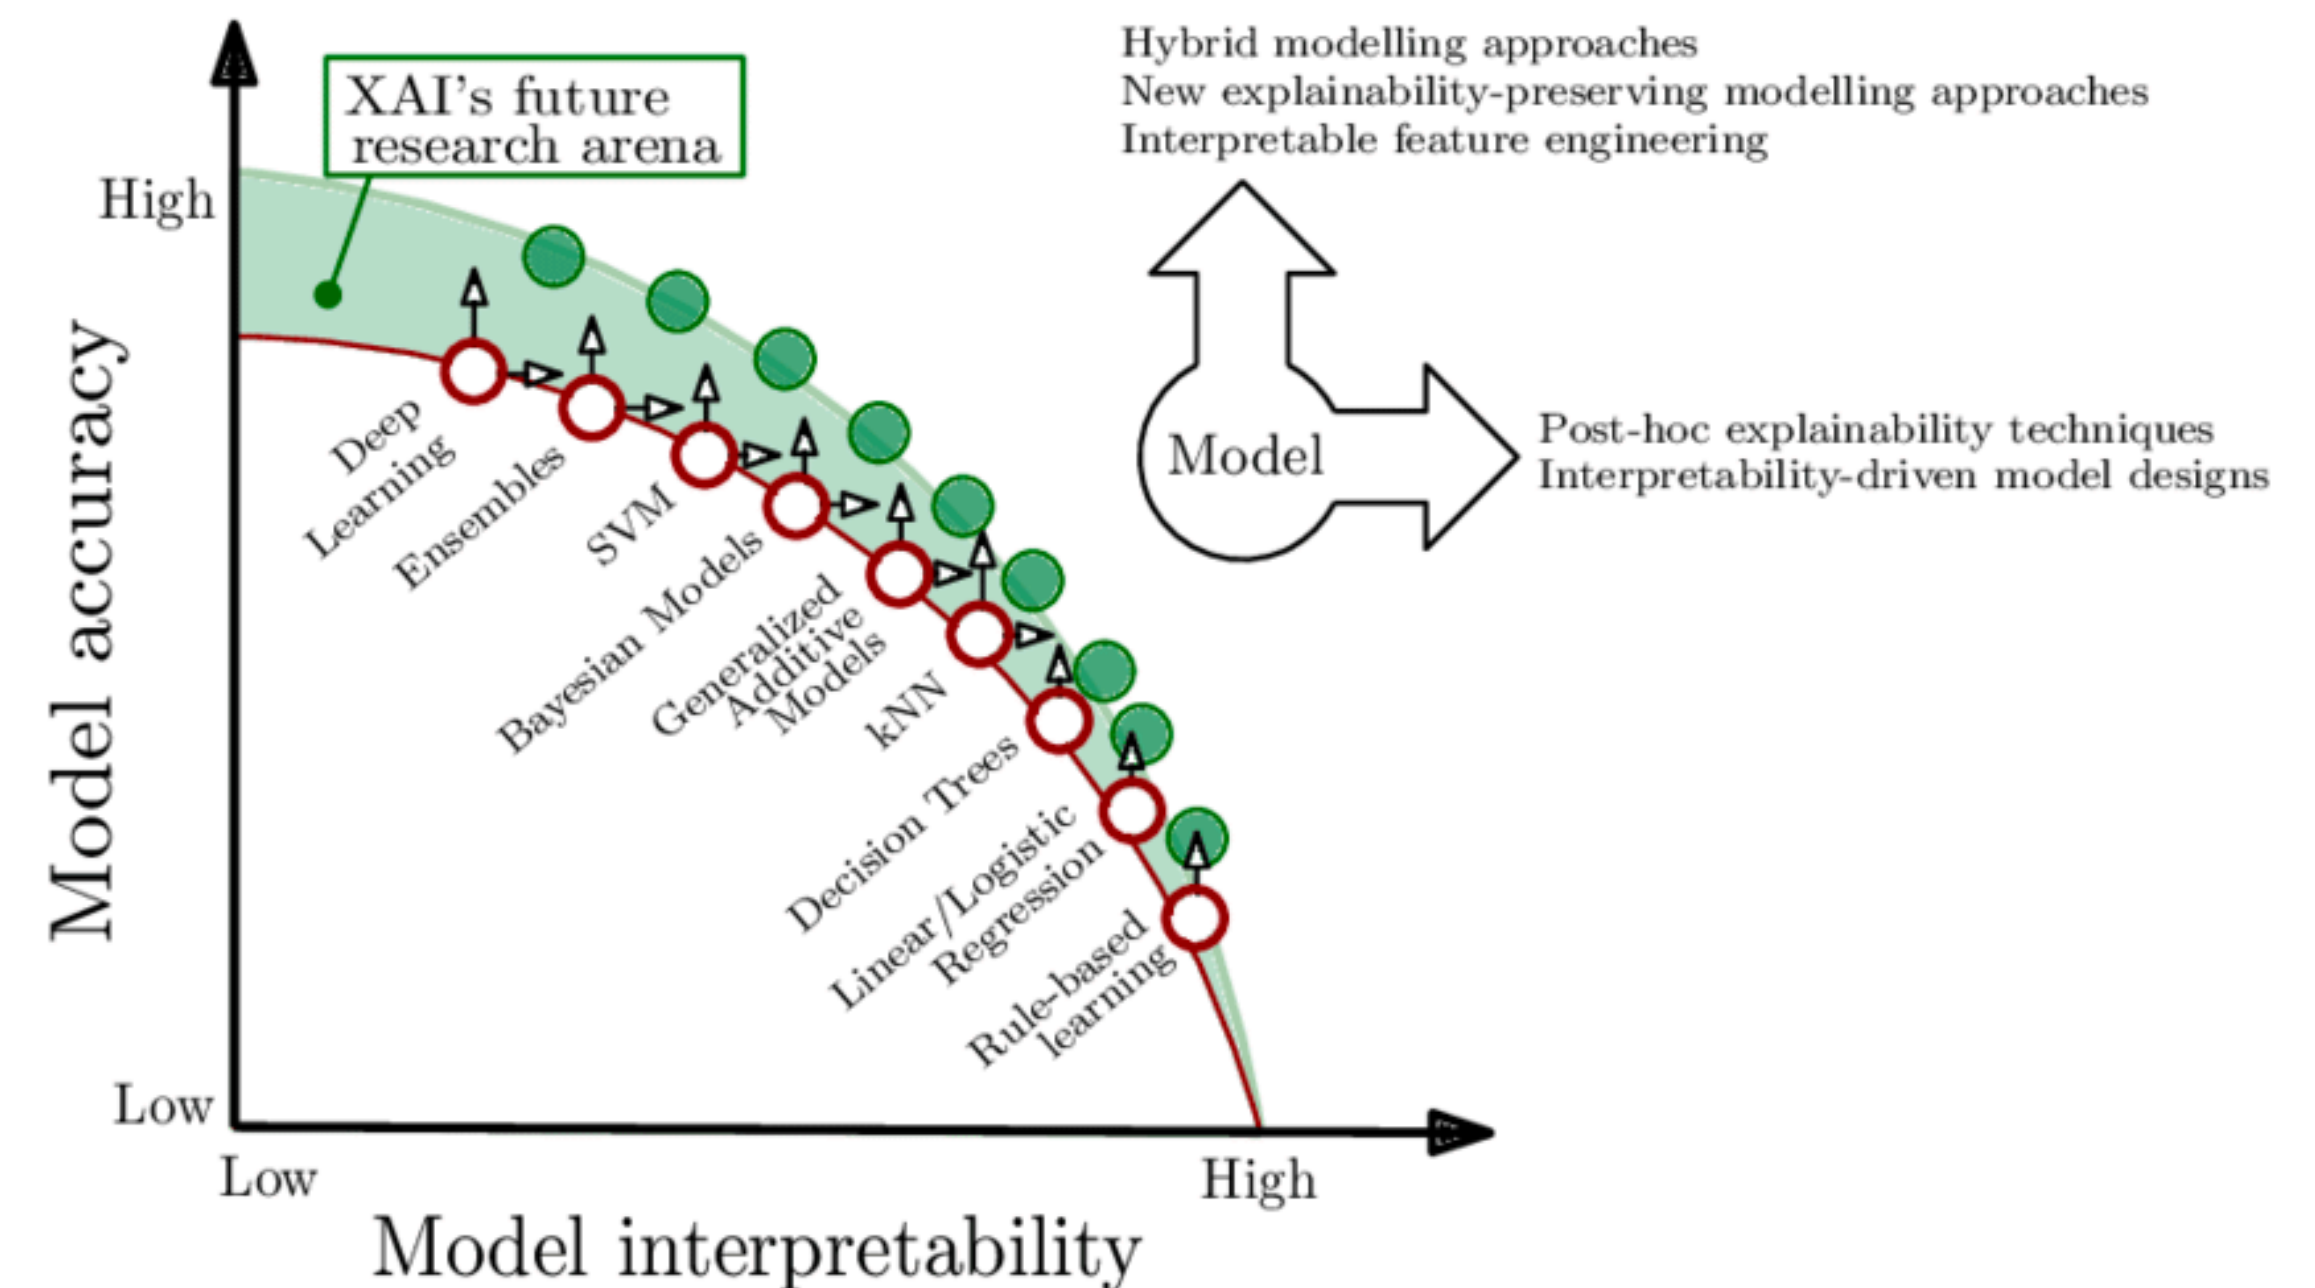 XAI's future
research arena
Hybrid modelling approaches
New explainability-preserving modelling approaches
Interpretable feature engineering
High
Model accuracy
Deep
Learning
Ensembles
SVM
Bayesian Models
Generalized
Additive
Models
kNN
Decision Trees
Linear/Logistic
Regression
Rule-based
learning
Model
Post-hoc explainability techniques
Interpretability-driven model designs
Low
Low
High
Model interpretability